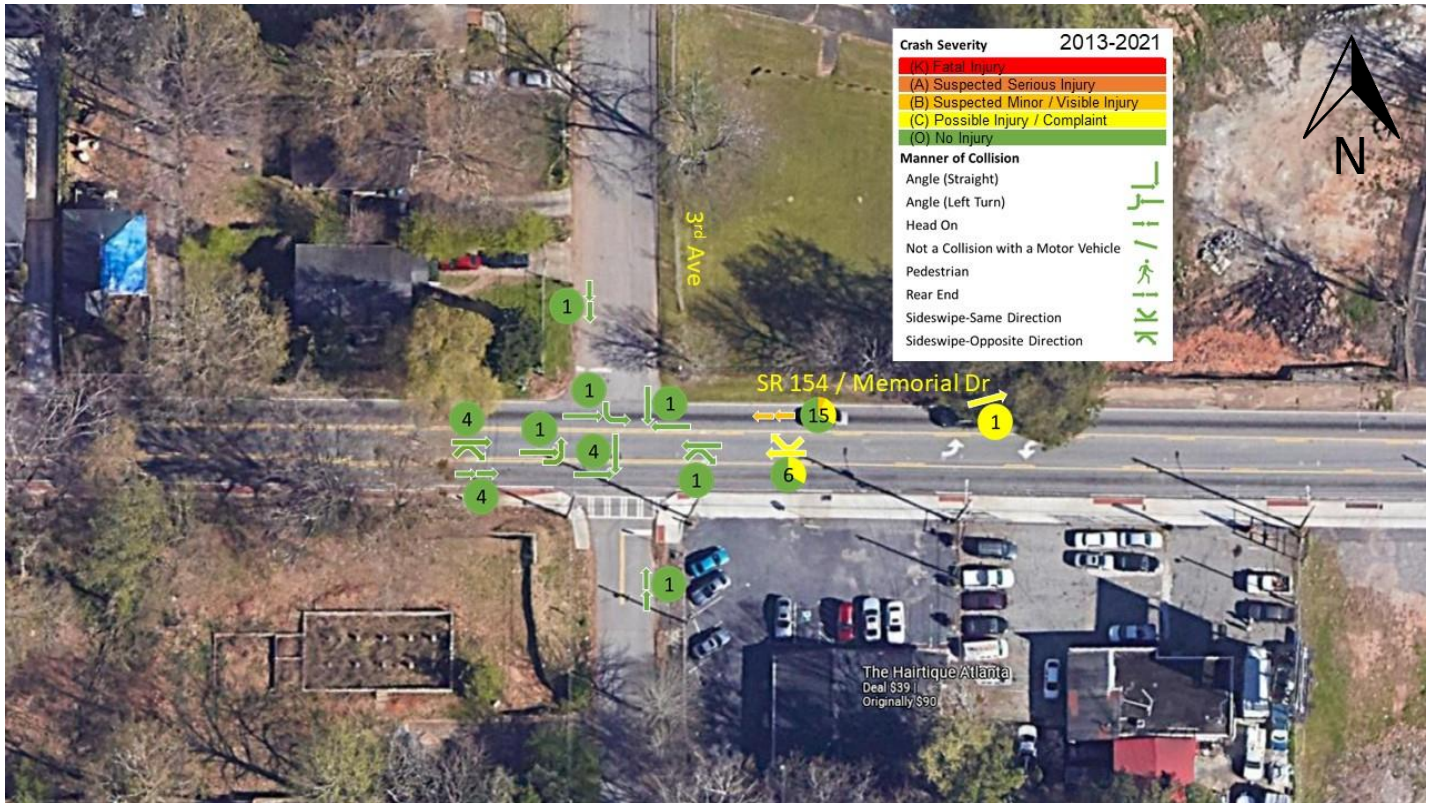 Crash Severity 2013-2021
(K) Fatal Injury
(A) Suspected Serious Injury
(B) Suspected Minor / Visible Injury
(C) Possible Injury / Complaint
(O) No Injury
Manner of Collision
Angle (Straight)
Angle (Left Turn)
Head On
Not a Collision with a Motor Vehicle
Pedestrian
Rear End
Sideswipe-Same Direction
Sideswipe-Opposite Direction
N
3rd Ave
1
SR 154 / Memorial Dr
1
1
4
15
1
1
4
6
1
4
1
The Hairtique Atlanta
Deal $39
Originally $90